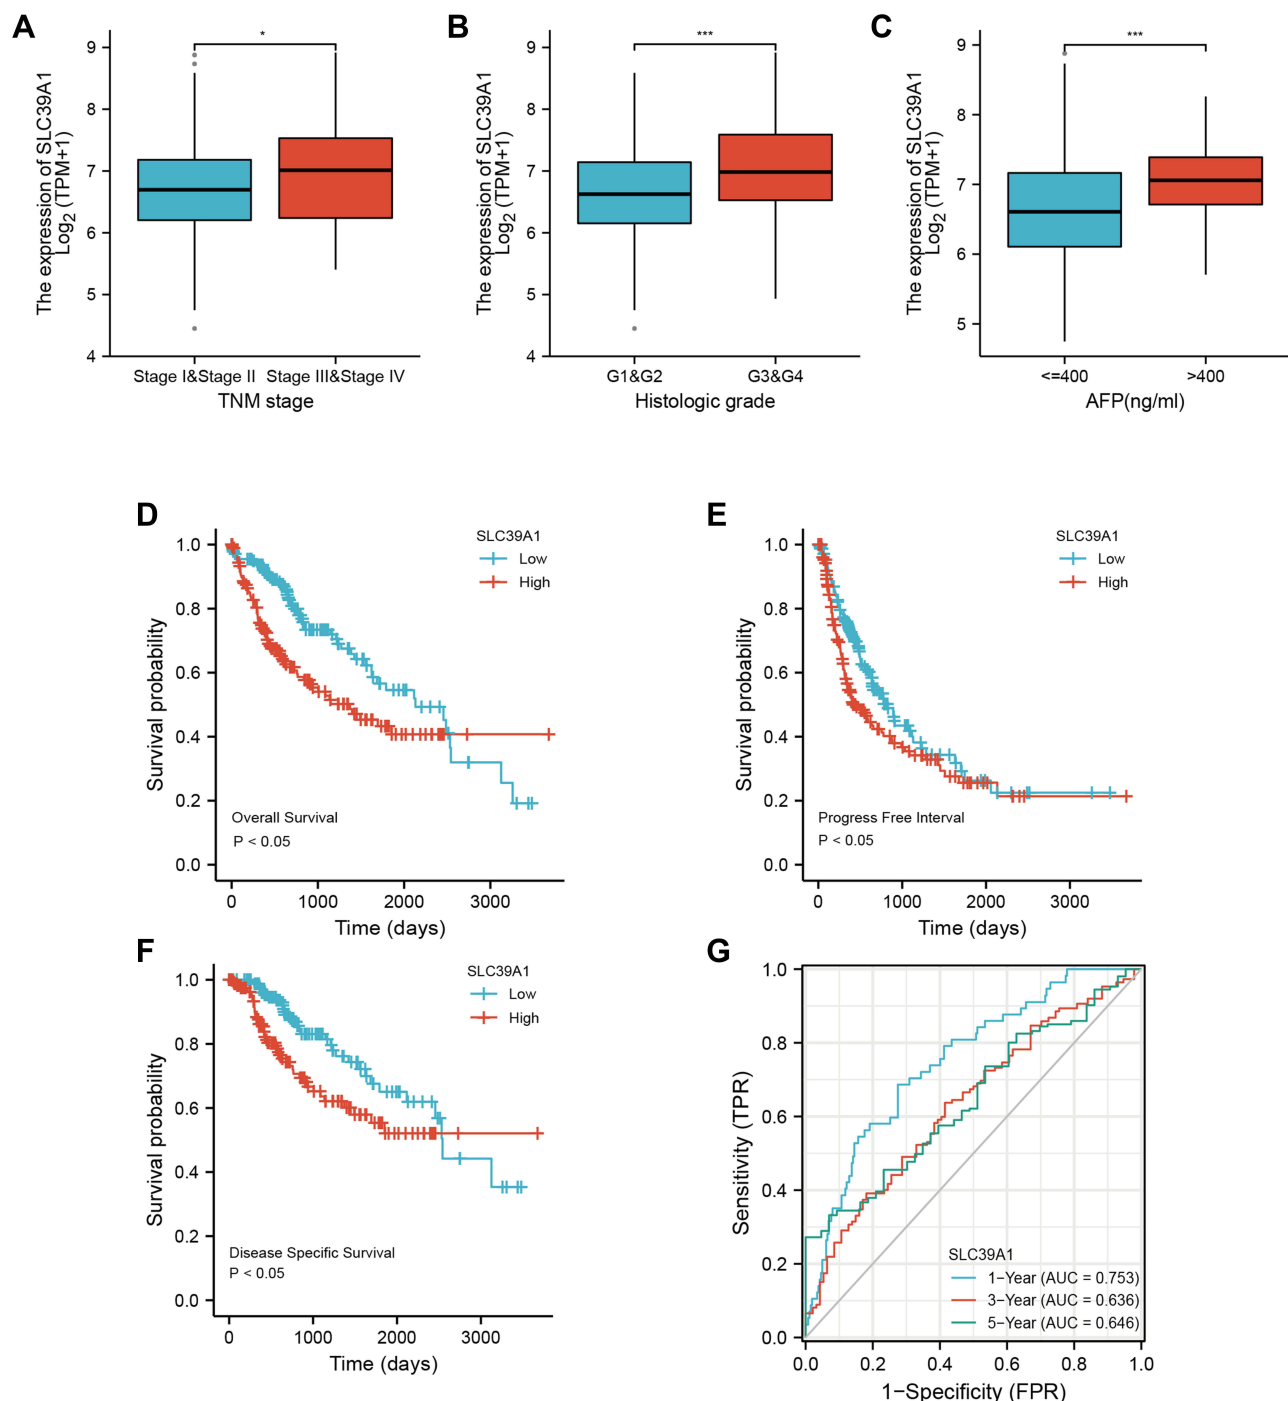 A
B
C
The expression of SLC39A1
Log2 (TPM+1)
9
8
7
6
5
4
*
Stage I&Stage II
Stage III&Stage IV
TNM stage
The expression of SLC39A1
Log2 (TPM+1)
9
8
7
6
5
4
***
G1&G2
G3&G4
Histologic grade
The expression of SLC39A1
Log2 (TPM+1)
9
8
7
6
5
***
<=400
>400
AFP(ng/ml)
D
Survival probability
1.0
0.8
0.6
0.4
0.2
0.0
SLC39A1
Low
High
Overall Survival
P < 0.05
0 1000 2000 3000
Time (days)
E
Survival probability
1.0
0.8
0.6
0.4
0.2
0.0
SLC39A1
Low
High
Progress Free Interval
P < 0.05
0 1000 2000 3000
Time (days)
F
Survival probability
1.0
0.8
0.6
0.4
0.2
0.0
SLC39A1
Low
High
Disease Specific Survival
P < 0.05
0 1000 2000 3000
Time (days)
G
Sensitivity (TPR)
1.0
0.8
0.6
0.4
0.2
0.0
SLC39A1
1−Year (AUC = 0.753)
3−Year (AUC = 0.636)
5−Year (AUC = 0.646)
0.0 0.2 0.4 0.6 0.8 1.0
1−Specificity (FPR)